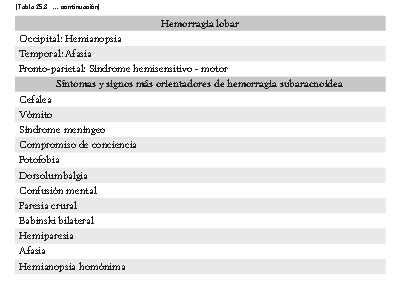 (Tabla 25.8 ... continuación)
Hemorragia lobar
Occipital: Hemianopsia
Temporal: Afasia
Fronto-parietal: Síndrome hemisensitivo - motor
Síntomas y signos más orientadores de hemorragia subaracnoidea
Cefalea
Vómito
Síndrome meníngeo
Compromiso de conciencia
Fotofobia
Dorsolumbalgia
Confusión mental
Paresia crural
Babinski bilateral
Hemiparesia
Afasia
Hemianopsia homónima